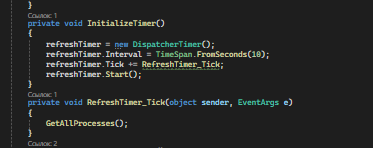 }
Ссылок: 1
private void InitializeTimer()
{
refreshTimer = new DispatcherTimer();
refreshTimer.Interval = TimeSpan.FromSeconds(10);
refreshTimer.Tick += RefreshTimer_Tick;
refreshTimer.Start();
}
Ссылок: 1
private void RefreshTimer_Tick(object sender, EventArgs e)
{
GetAllProcesses();
}
Ссылок: 2